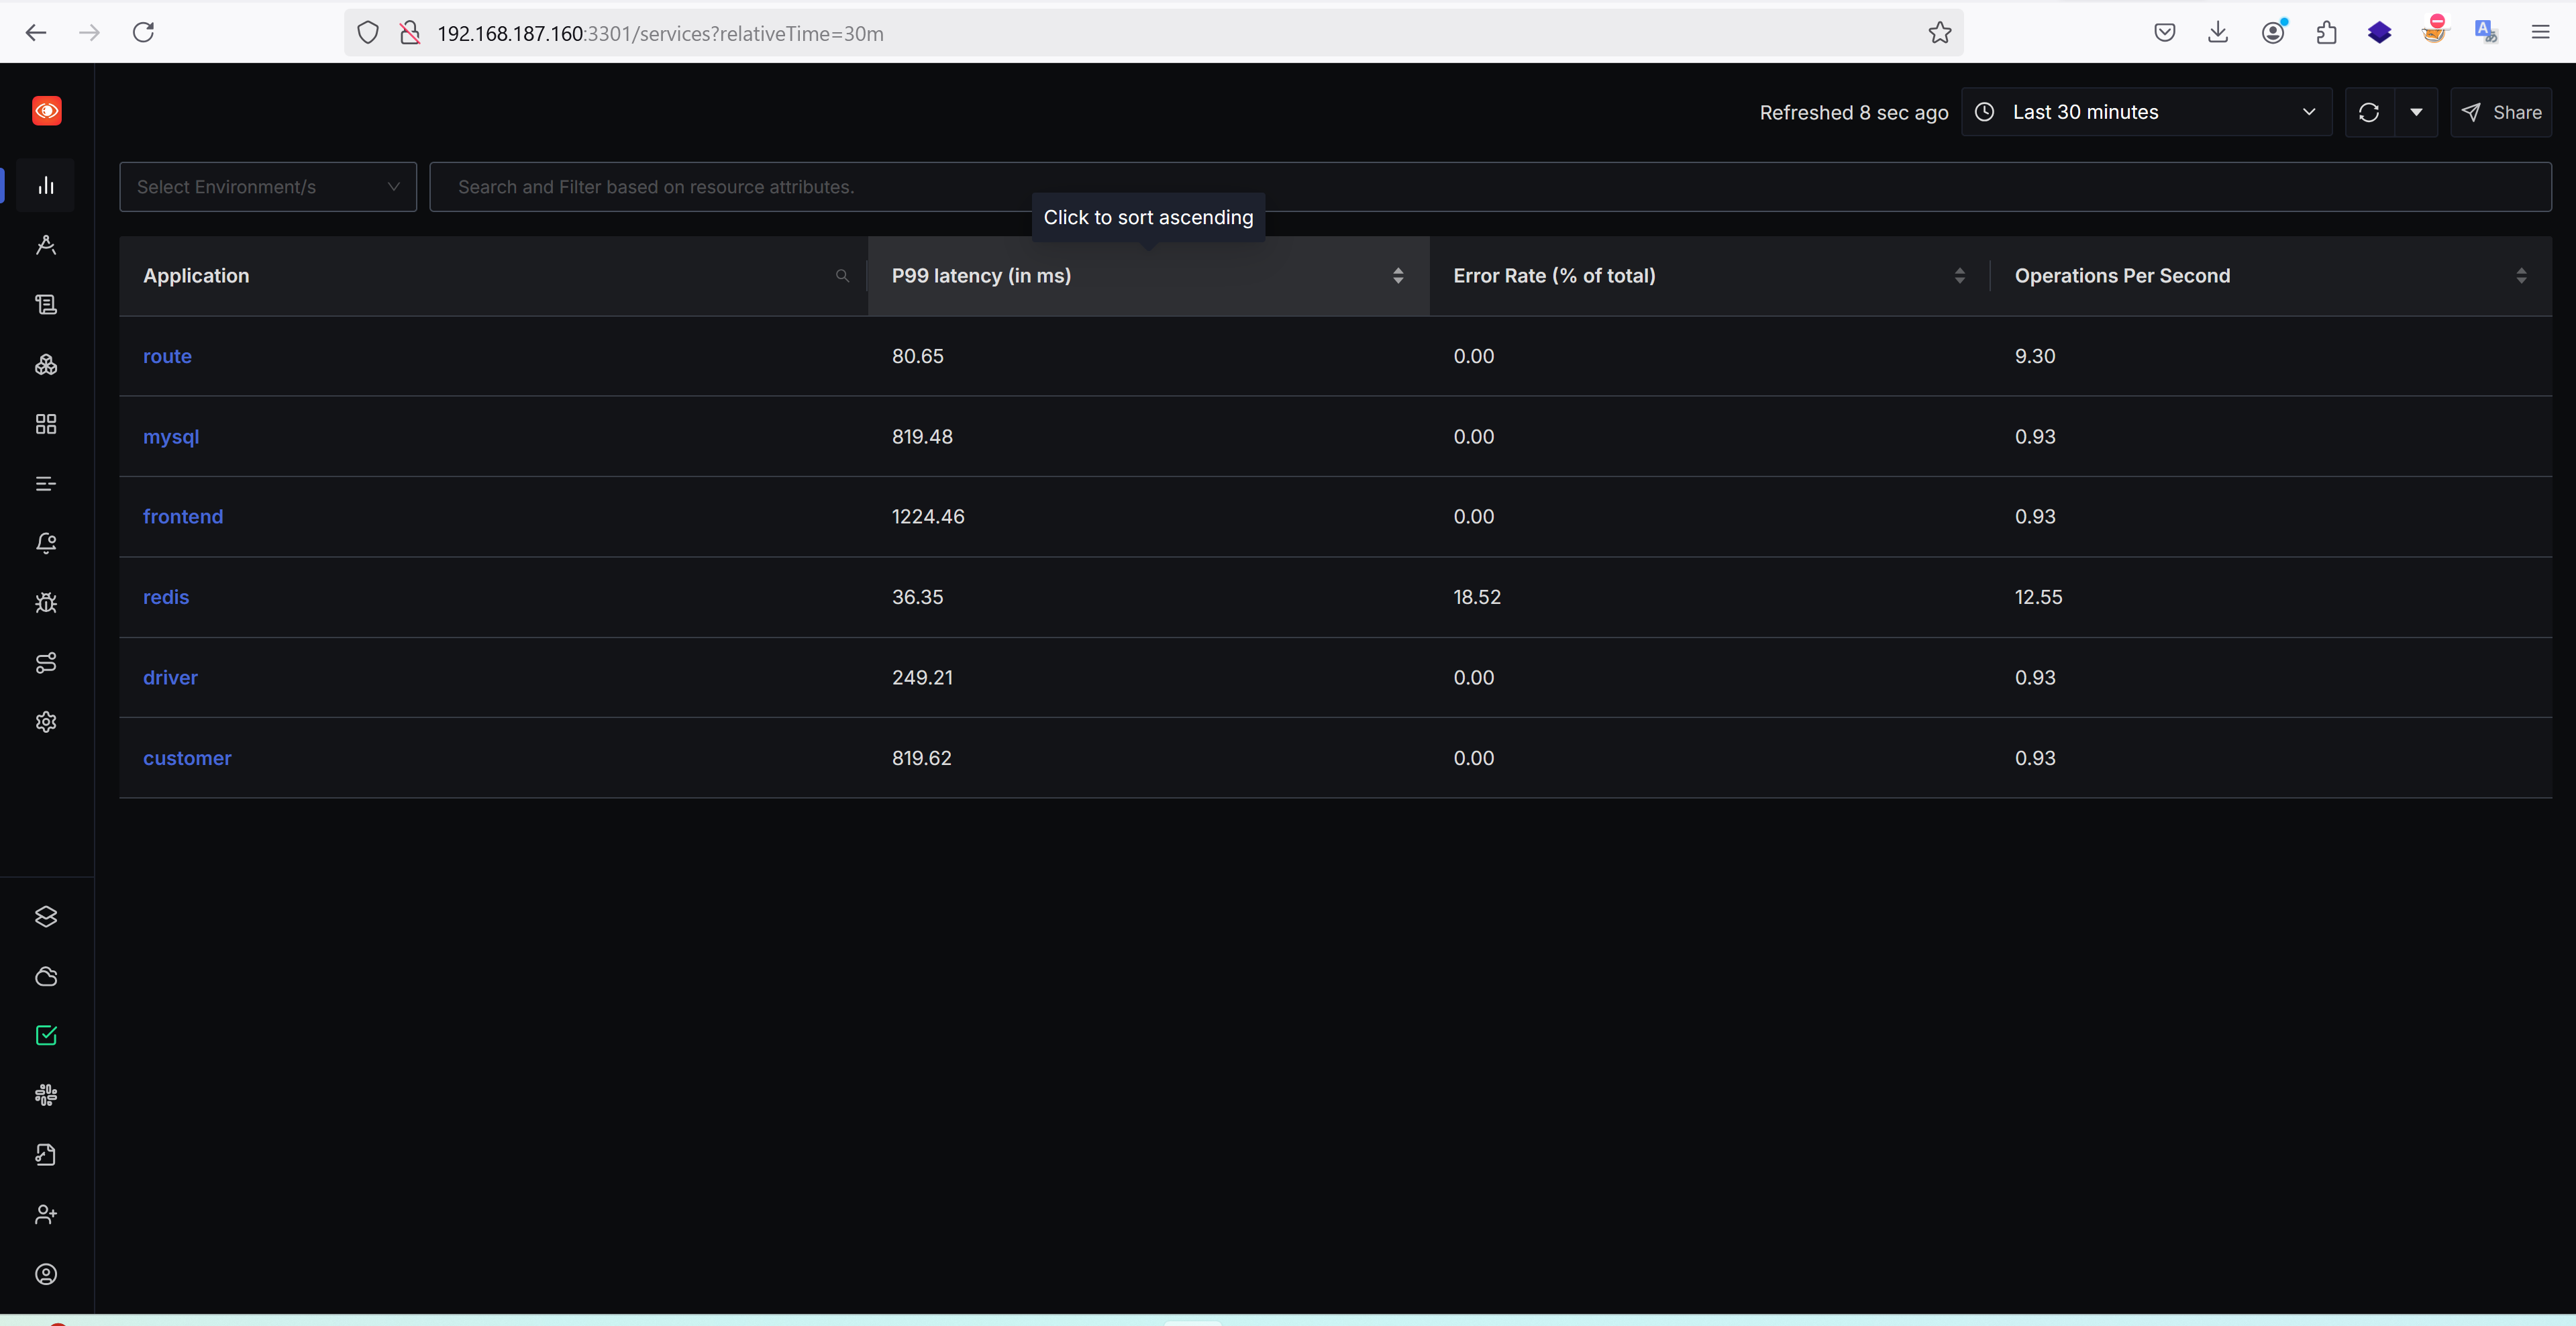 192.168.187.160:3301/services?relativeTime=30m
Refreshed 8 sec ago Last 30 minutes Share
Select Environment/s Search and Filter based on resource attributes.
Click to sort ascending
Application P99 latency (in ms) Error Rate (% of total) Operations Per Second
route 80.65 0.00 9.30
mysql 819.48 0.00 0.93
frontend 1224.46 0.00 0.93
redis 36.35 18.52 12.55
driver 249.21 0.00 0.93
customer 819.62 0.00 0.93